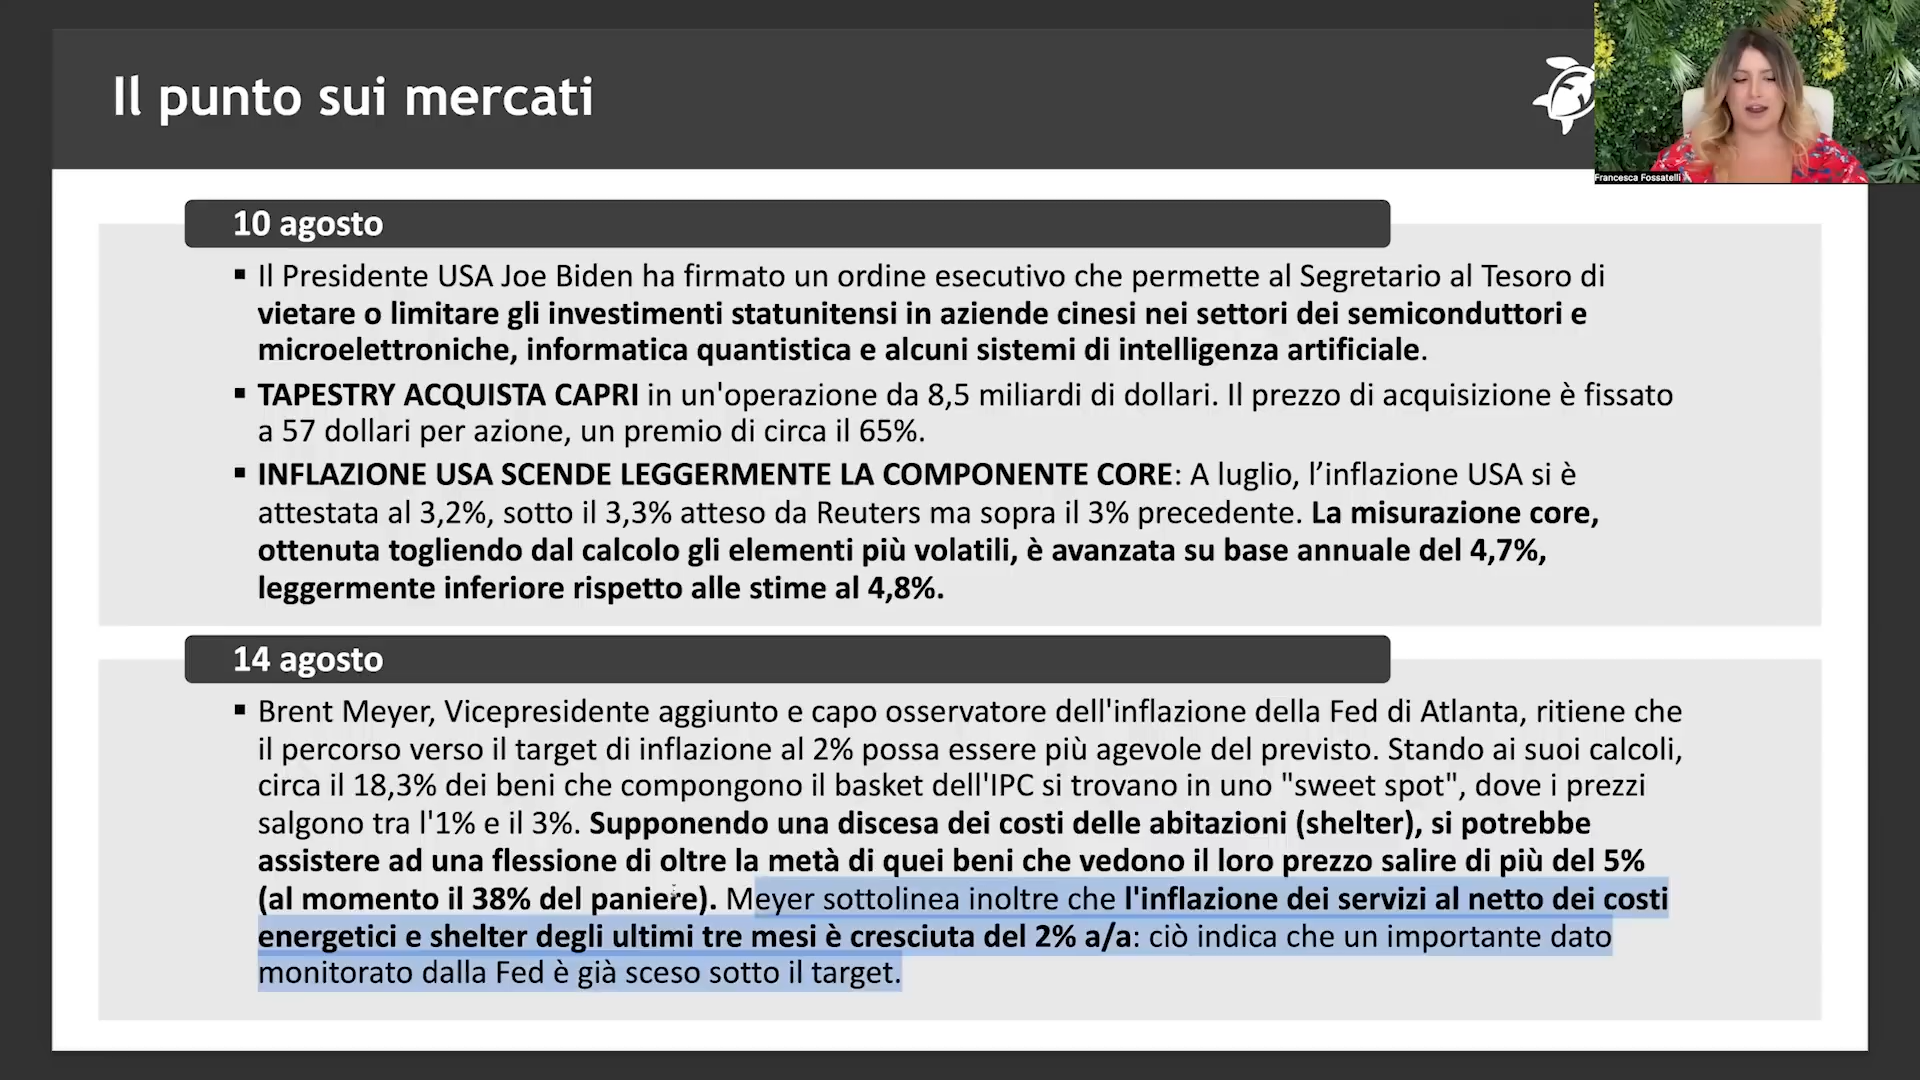 Il punto sui mercati
Francesca Fossatelli
10 agosto
▪ Il Presidente USA Joe Biden ha firmato un ordine esecutivo che permette al Segretario al Tesoro di
vietare o limitare gli investimenti statunitensi in aziende cinesi nei settori dei semiconduttori e
microelettroniche, informatica quantistica e alcuni sistemi di intelligenza artificiale.
▪ TAPESTRY ACQUISTA CAPRI in un'operazione da 8,5 miliardi di dollari. Il prezzo di acquisizione è fissato
a 57 dollari per azione, un premio di circa il 65%.
▪ INFLAZIONE USA SCENDE LEGGERMENTE LA COMPONENTE CORE: A luglio, l’inflazione USA si è
attestata al 3,2%, sotto il 3,3% atteso da Reuters ma sopra il 3% precedente. La misurazione core,
ottenuta togliendo dal calcolo gli elementi più volatili, è avanzata su base annuale del 4,7%,
leggermente inferiore rispetto alle stime al 4,8%.
14 agosto
▪ Brent Meyer, Vicepresidente aggiunto e capo osservatore dell'inflazione della Fed di Atlanta, ritiene che
il percorso verso il target di inflazione al 2% possa essere più agevole del previsto. Stando ai suoi calcoli,
circa il 18,3% dei beni che compongono il basket dell'IPC si trovano in uno "sweet spot", dove i prezzi
salgono tra l'1% e il 3%. Supponendo una discesa dei costi delle abitazioni (shelter), si potrebbe
assistere ad una flessione di oltre la metà di quei beni che vedono il loro prezzo salire di più del 5%
(al momento il 38% del paniere). Meyer sottolinea inoltre che l'inflazione dei servizi al netto dei costi
energetici e shelter degli ultimi tre mesi è cresciuta del 2% a/a: ciò indica che un importante dato
monitorato dalla Fed è già sceso sotto il target.